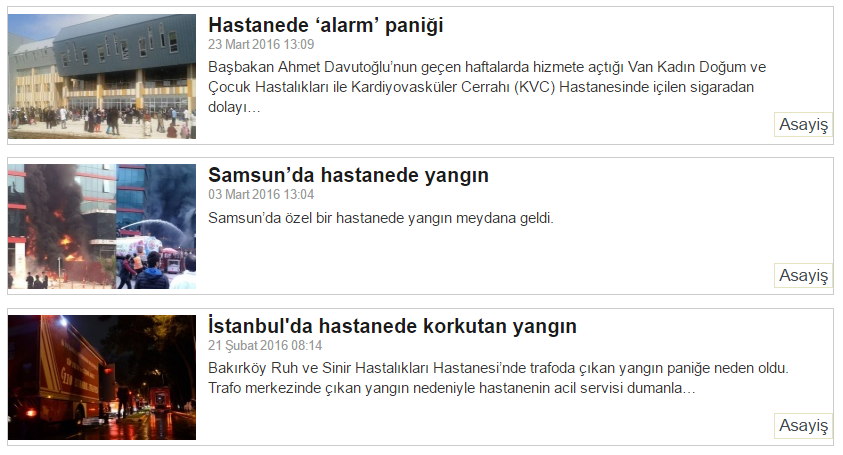 Hastanede ‘alarm’ paniği
23 Mart 2016 13:09
Başbakan Ahmet Davutoğlu’nun geçen haftalarda hizmete açtığı Van Kadın Doğum ve
Çocuk Hastalıkları ile Kardiyovasküler Cerrahı (KVC) Hastanesinde içilen sigaradan
dolayı…
Asayiş
Samsun’da hastanede yangın
03 Mart 2016 13:04
Samsun’da özel bir hastanede yangın meydana geldi.
Asayiş
İstanbul'da hastanede korkutan yangın
21 Şubat 2016 08:14
Bakırköy Ruh ve Sinir Hastalıkları Hastanesi’nde trafoda çıkan yangın paniğe neden oldu.
Trafo merkezinde çıkan yangın nedeniyle hastanenin acil servisi dumanla…
Asayiş